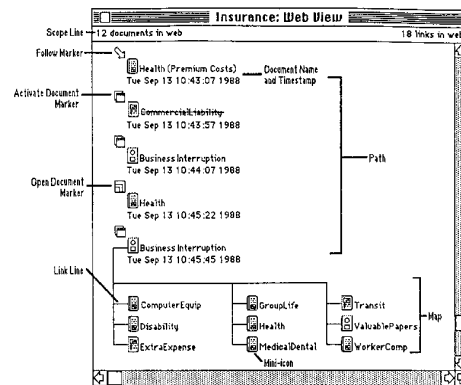 Insurance: Web View
Scope Line
12 documents in web
18 links in web
Follow Marker
Health (Premium Costs)
Tue Sep 13 10:43:07 1988
Document Name
and Timestamp
Activate Document
Marker
CommercialLiability
Tue Sep 13 10:43:57 1988
Business Interruption
Tue Sep 13 10:44:07 1988
Path
Open Document
Marker
Health
Tue Sep 13 10:45:22 1988
Business Interruption
Tue Sep 13 10:45:45 1988
Link Line
ComputerEquip
GroupLife
Transit
Map
Disability
Health
ValuablePapers
ExtraExpense
MedicalDental
WorkerComp
Mini-icon